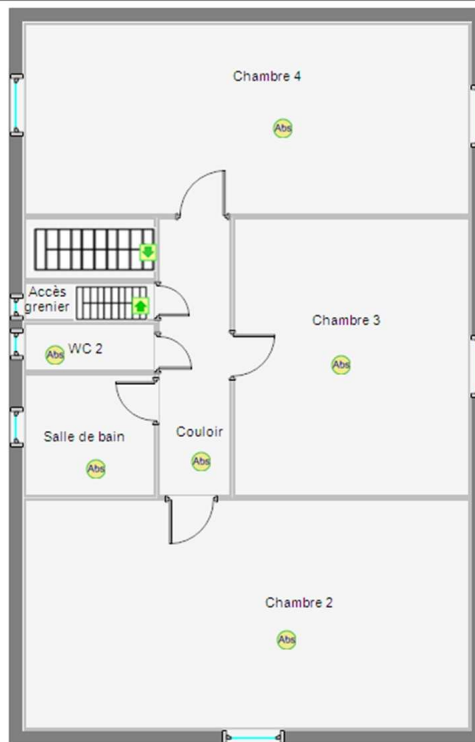 Chambre 4
Abs
Accès
grenier
Chambre 3
WC 2
Abs
Abs
Couloir
Salle de bain
Abs
Abs
Chambre 2
Abs